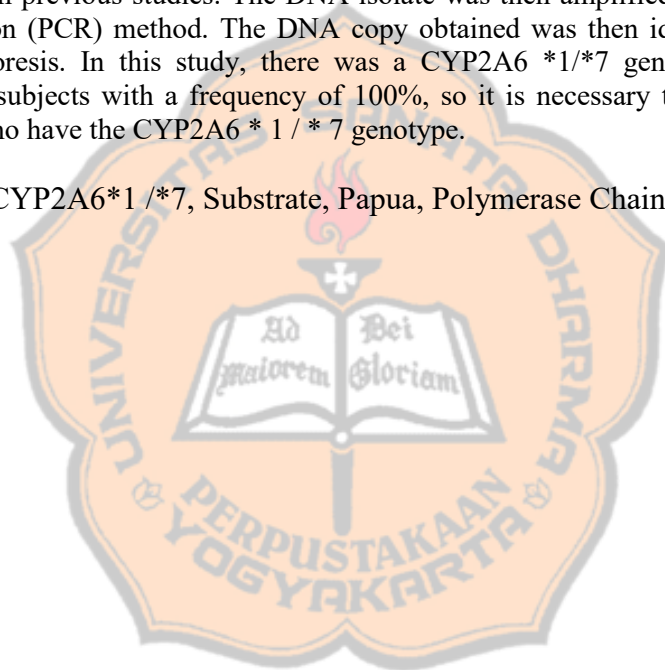 n previous studies. The DNA isolate was then amplified
on (PCR) method. The DNA copy obtained was then id
oresis. In this study, there was a CYP2A6 *1/*7 gen
subjects with a frequency of 100%, so it is necessary t
no have the CYP2A6 * 1 / * 7 genotype.
CYP2A6*1 /*7, Substrate, Papua, Polymerase Chain
UNIVERSITAS SANATA DHARMA
Ad Dei
Maiorem Gloriam
PERPUSTAKAAN
YOGYAKARTA